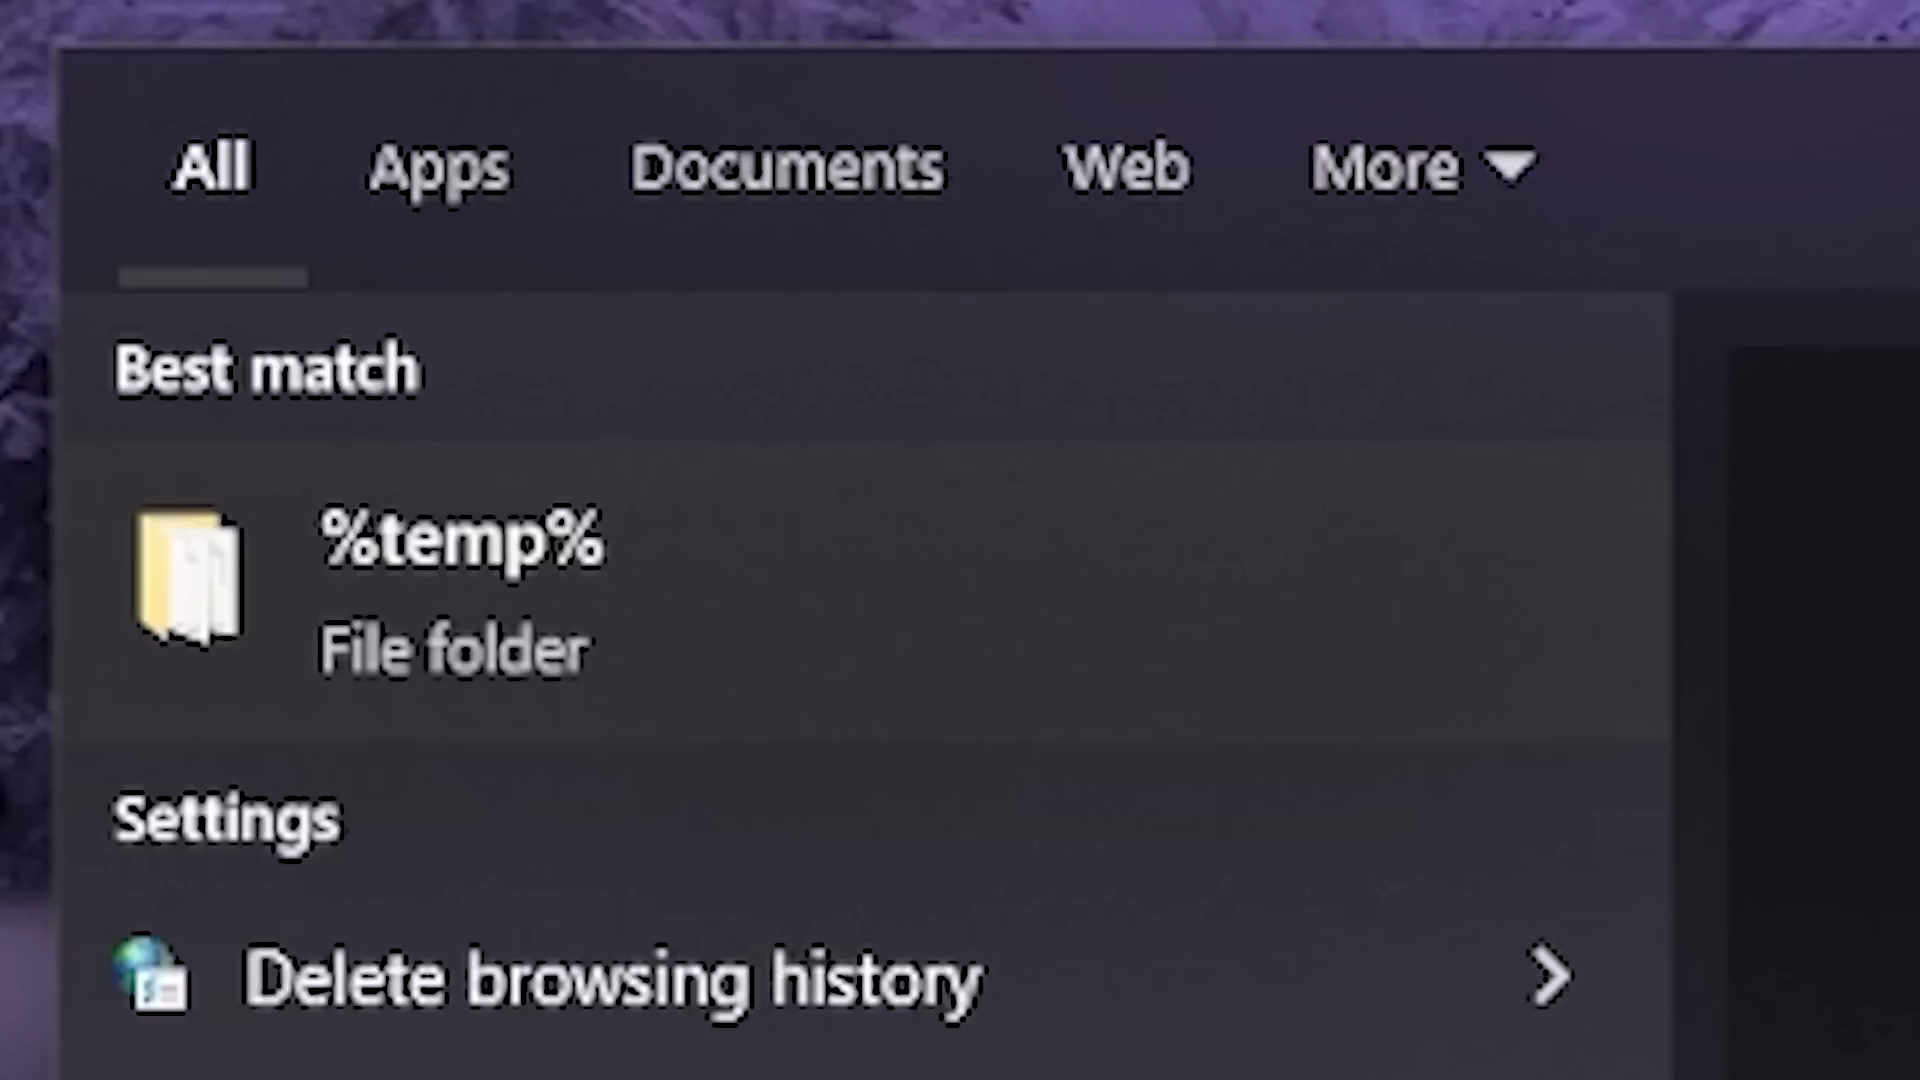 All Apps Documents Web More
Best match
%temp%
File folder
Settings
Delete browsing history